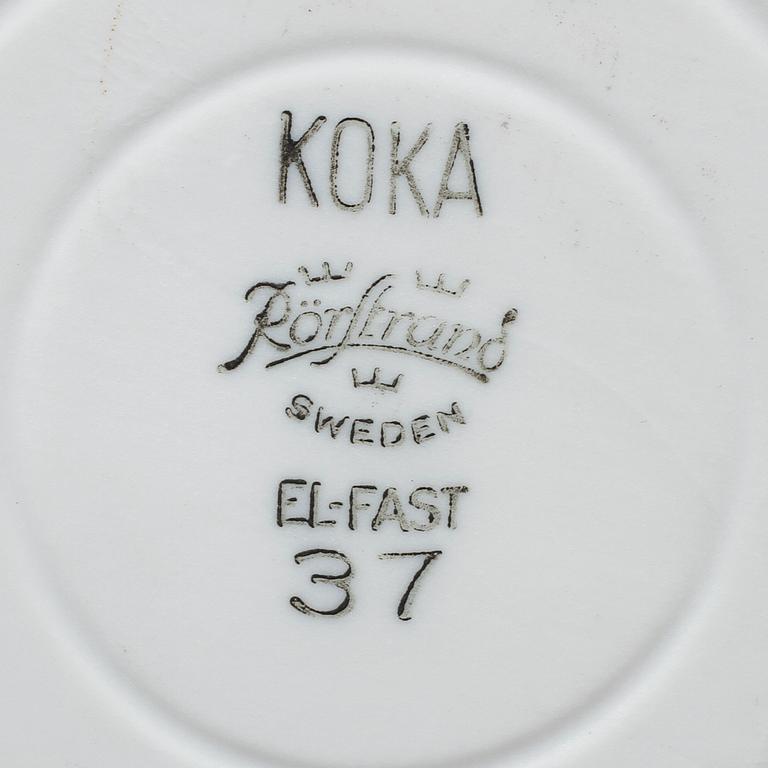 KOKA
Rörstrand
SWEDEN
EL-FAST
37